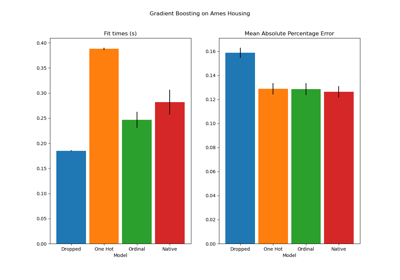 Gradient Boosting on Ames Housing
Fit times (s)
0.40
0.35
0.30
0.25
0.20
0.15
0.10
0.05
0.00
Dropped One Hot Ordinal Native
Model
Mean Absolute Percentage Error
0.16
0.14
0.12
0.10
0.08
0.06
0.04
0.02
0.00
Dropped One Hot Ordinal Native
Model